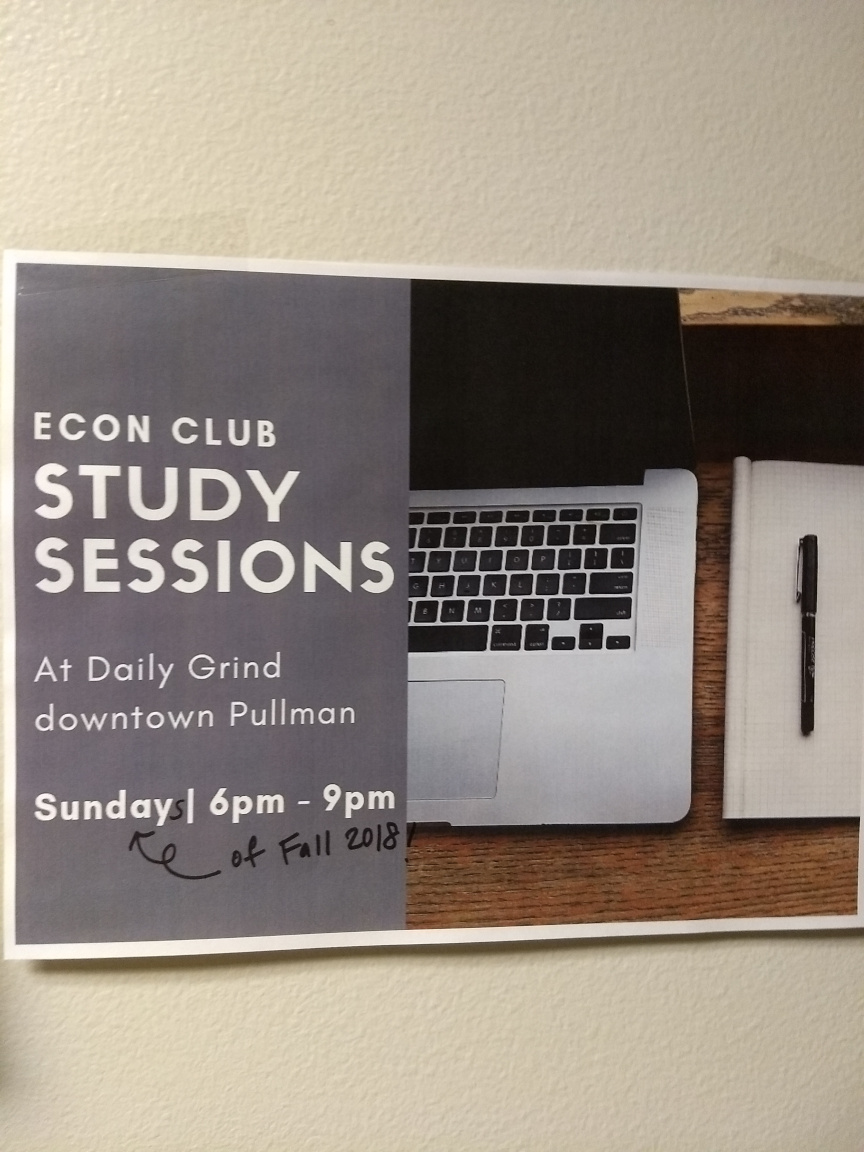 ECON CLUB
STUDY
SESSIONS
At Daily Grind
downtown Pullman
Sundays| 6pm - 9pm
of Fall 2018!